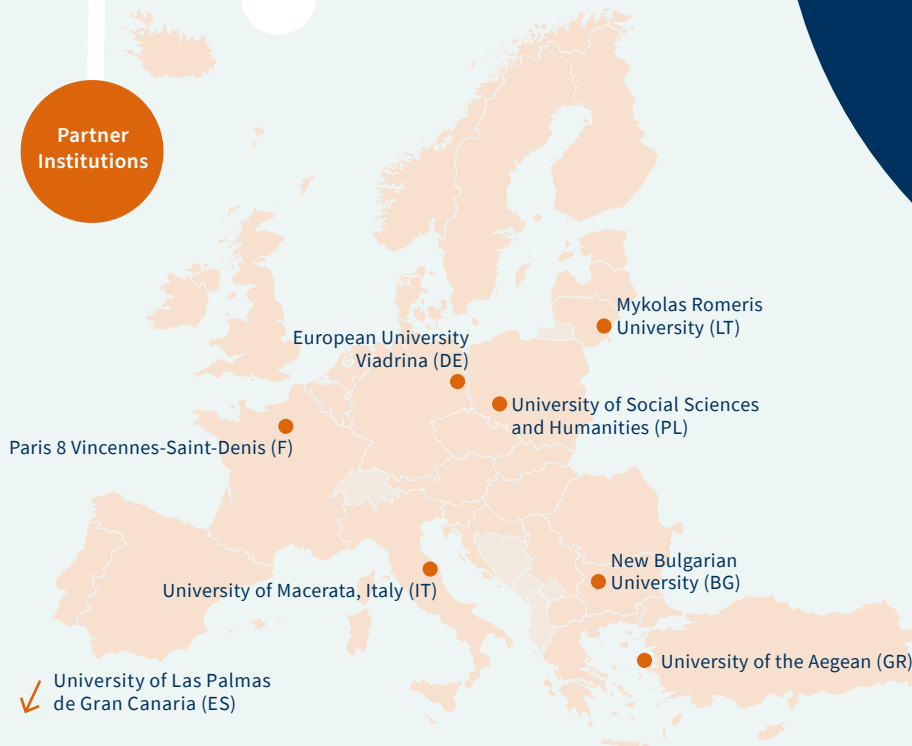 Partner
Institutions
Mykolas Romeris
University (LT)
European University
Viadrina (DE)
University of Social Sciences
and Humanities (PL)
Paris 8 Vincennes-Saint-Denis (F)
New Bulgarian
University (BG)
University of Macerata, Italy (IT)
University of the Aegean (GR)
University of Las Palmas
de Gran Canaria (ES)